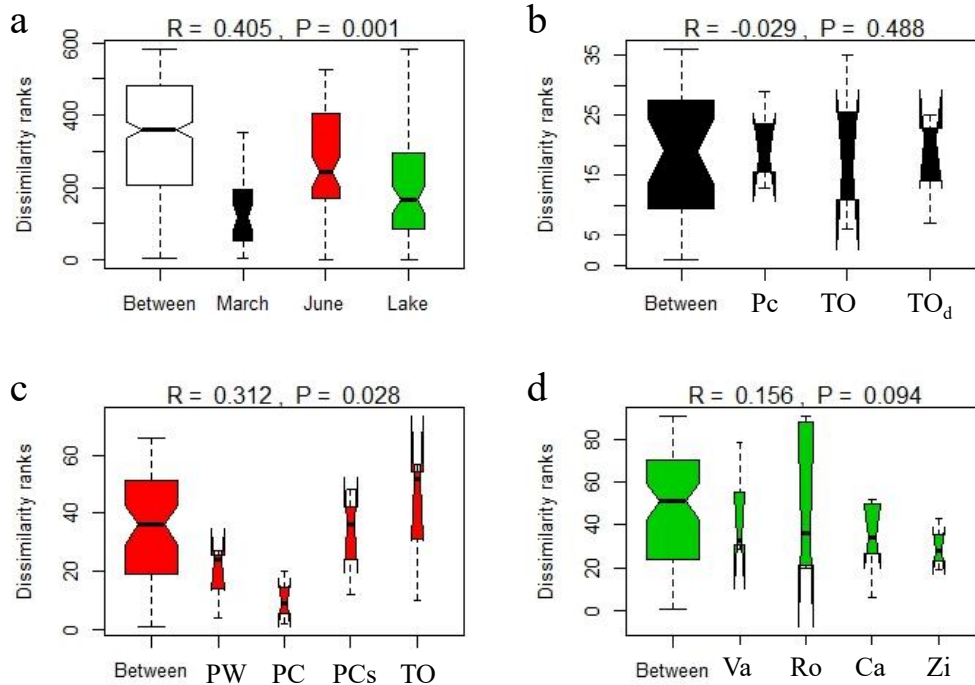 a
R = 0.405 , P = 0.001
Dissimilarity ranks
600
400
200
0
Between March June Lake
b
R = -0.029 , P = 0.488
Dissimilarity ranks
35
25
15
5
0
Between Pc TO TOd
c
R = 0.312 , P = 0.028
Dissimilarity ranks
60
40
20
0
Between PW PC PCs TO
d
R = 0.156 , P = 0.094
Dissimilarity ranks
80
60
40
20
0
Between Va Ro Ca Zi